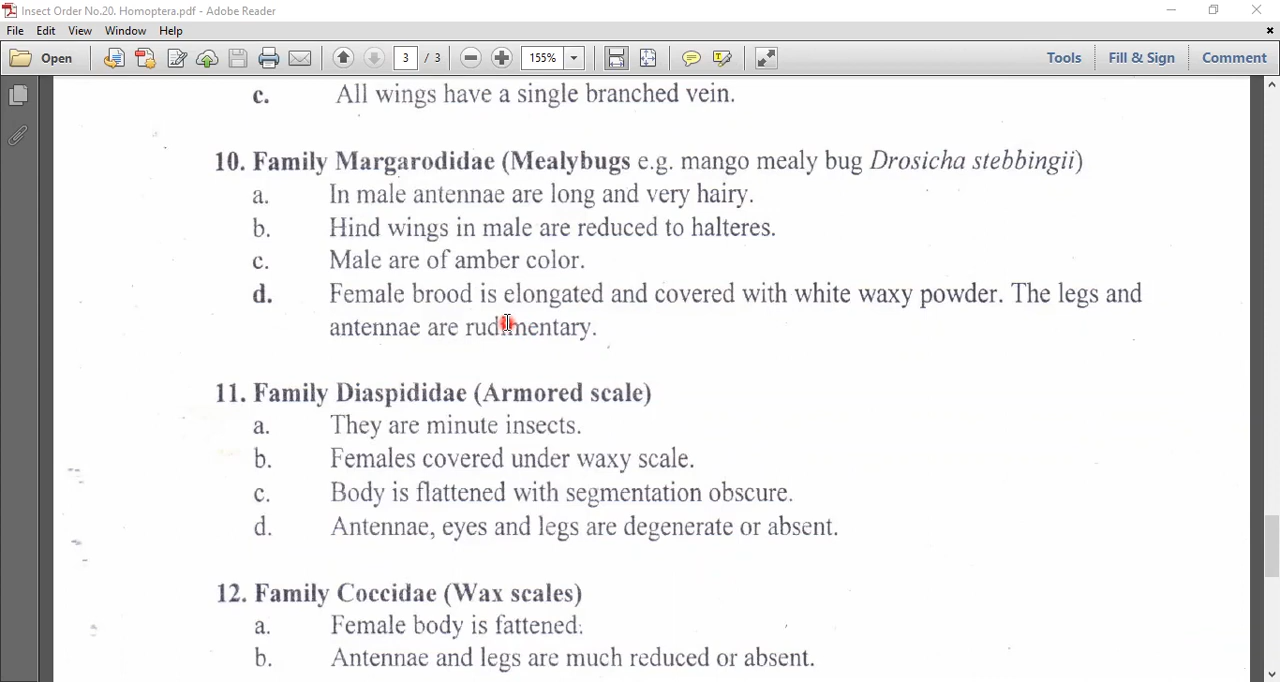 Insect Order No.20. Homoptera.pdf - Adobe Reader
File Edit View Window Help
Open 3 / 3 155% Tools Fill & Sign Comment
c. All wings have a single branched vein.
10. Family Margarodidae (Mealybugs e.g. mango mealy bug Drosicha stebbingii)
a. In male antennae are long and very hairy.
b. Hind wings in male are reduced to halteres.
c. Male are of amber color.
d. Female brood is elongated and covered with white waxy powder. The legs and
antennae are rudimentary.
11. Family Diaspididae (Armored scale)
a. They are minute insects.
b. Females covered under waxy scale.
c. Body is flattened with segmentation obscure.
d. Antennae, eyes and legs are degenerate or absent.
12. Family Coccidae (Wax scales)
a. Female body is fattened.
b. Antennae and legs are much reduced or absent.